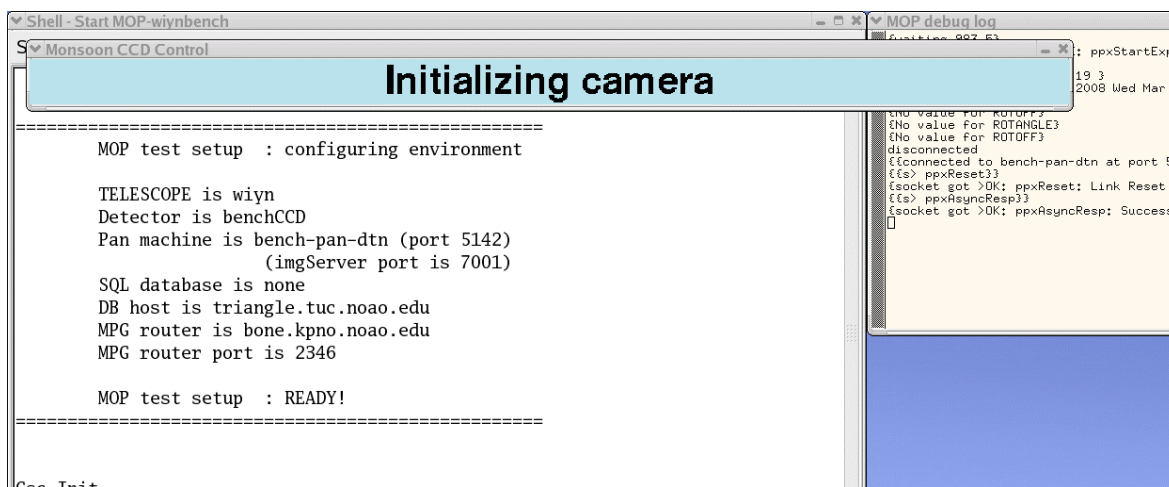 Shell - Start MOP-wiynbench
Monsoon CCD Control
Initializing camera
==================================================
MOP test setup : configuring environment
TELESCOPE is wiyn
Detector is benchCCD
Pan machine is bench-pan-dtn (port 5142)
(imgServer port is 7001)
SQL database is none
DB host is triangle.tuc.noao.edu
MPG router is bone.kpno.noao.edu
MPG router port is 2346
MOP test setup : READY!
==================================================
MOP debug log
: ppxStartExp
19 }
2008 Wed Mar
{No value for ROTOFF}
{No value for ROTANGLE}
{No value for ROTOFF}
disconnected
{{connected to bench-pan-dtn at port 5
{{s> ppxReset}}
{socket got >OK: ppxReset: Link Reset
{{s> ppxAsyncResp}}
{socket got >OK: ppxAsyncResp: Success